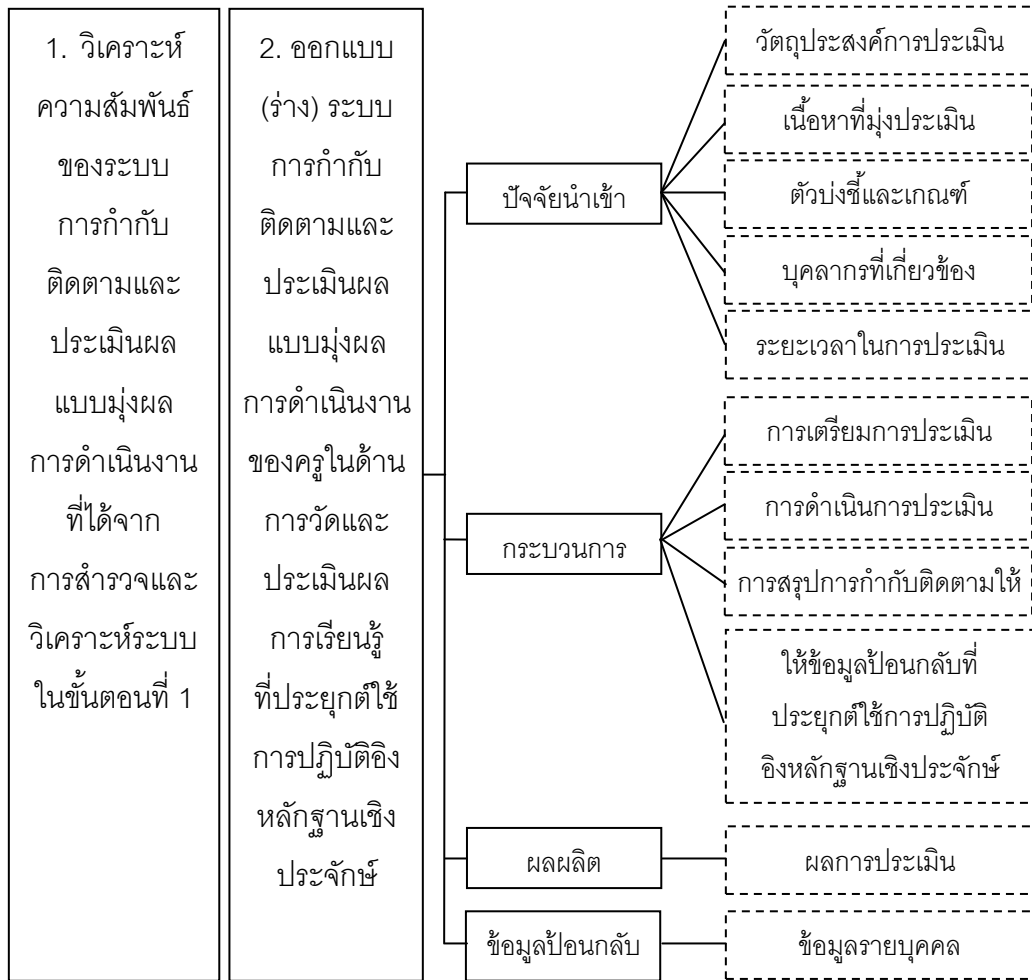 1. วิเคราะห์
ความสัมพันธ์
ของระบบ
การกำกับ
ติดตามและ
ประเมินผล
แบบมุ่งผล
การดำเนินงาน
ที่ได้จาก
การสำรวจและ
วิเคราะห์ระบบ
ในขั้นตอนที่ 1
2. ออกแบบ
(ร่าง) ระบบ
การกำกับ
ติดตามและ
ประเมินผล
แบบมุ่งผล
การดำเนินงาน
ของครูในด้าน
การวัดและ
ประเมินผล
การเรียนรู้
ที่ประยุกต์ใช้
การปฏิบัติอิง
หลักฐานเชิง
ประจักษ์
ปัจจัยนำเข้า
วัตถุประสงค์การประเมิน
เนื้อหาที่มุ่งประเมิน
ตัวบ่งชี้และเกณฑ์
บุคลากรที่เกี่ยวข้อง
ระยะเวลาในการประเมิน
กระบวนการ
การเตรียมการประเมิน
การดำเนินการประเมิน
การสรุปการกำกับติดตามให้
ให้ข้อมูลป้อนกลับที่
ประยุกต์ใช้การปฏิบัติ
อิงหลักฐานเชิงประจักษ์
ผลผลิต
ผลการประเมิน
ข้อมูลป้อนกลับ
ข้อมูลรายบุคคล